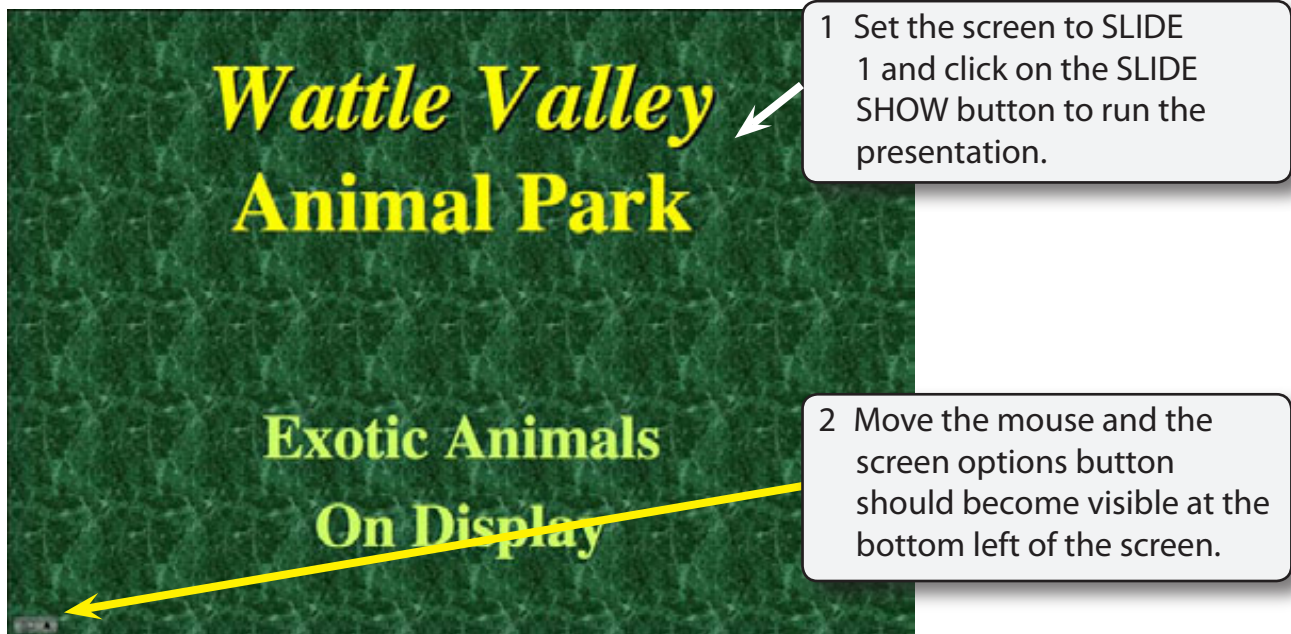 Wattle Valley
Animal Park
Exotic Animals
On Display
1 Set the screen to SLIDE
1 and click on the SLIDE
SHOW button to run the
presentation.
2 Move the mouse and the
screen options button
should become visible at the
bottom left of the screen.